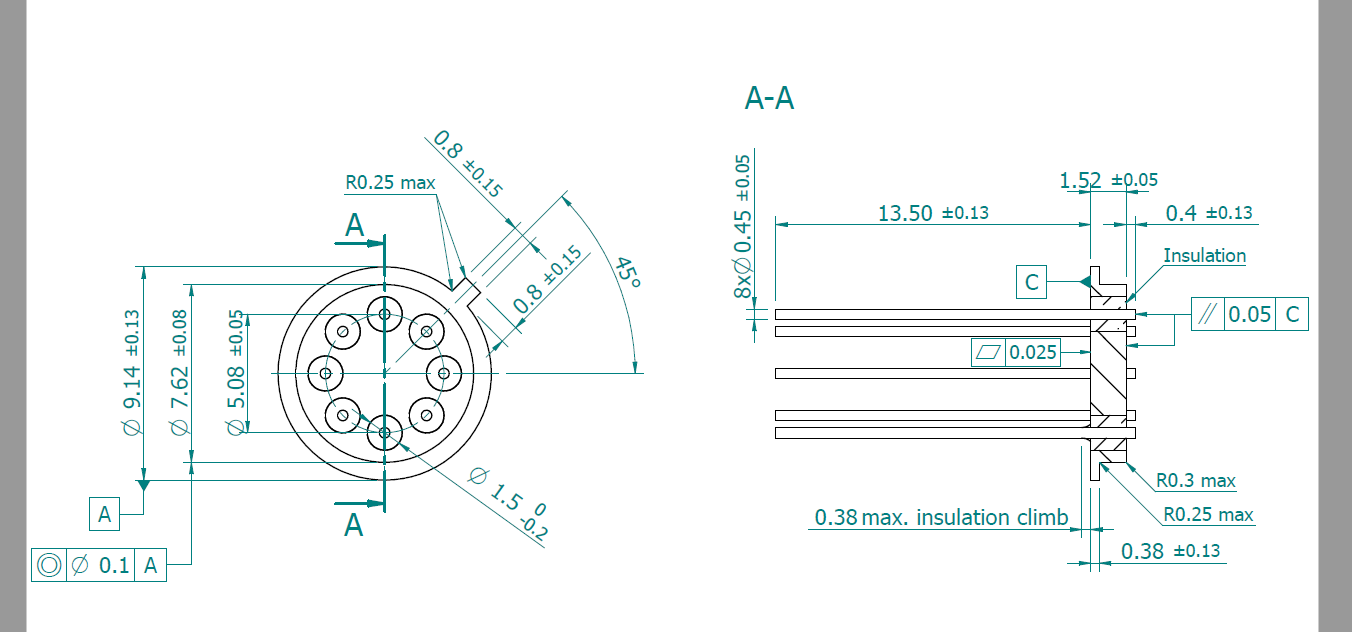 A-A
0.8 ±0.15
R0.25 max
A
45°
0.8 ±0.15
Ø 9.14 ±0.13
Ø 7.62 ±0.08
Ø 5.08 ±0.05
Ø 1.5 0 -0.2
A
A
Ø 0.1 A
8xØ 0.45 ±0.05
1.52 ±0.05
13.50 ±0.13
0.4 ±0.13
Insulation
C
// 0.05 C
0.025
R0.3 max
R0.25 max
0.38 max. insulation climb
0.38 ±0.13